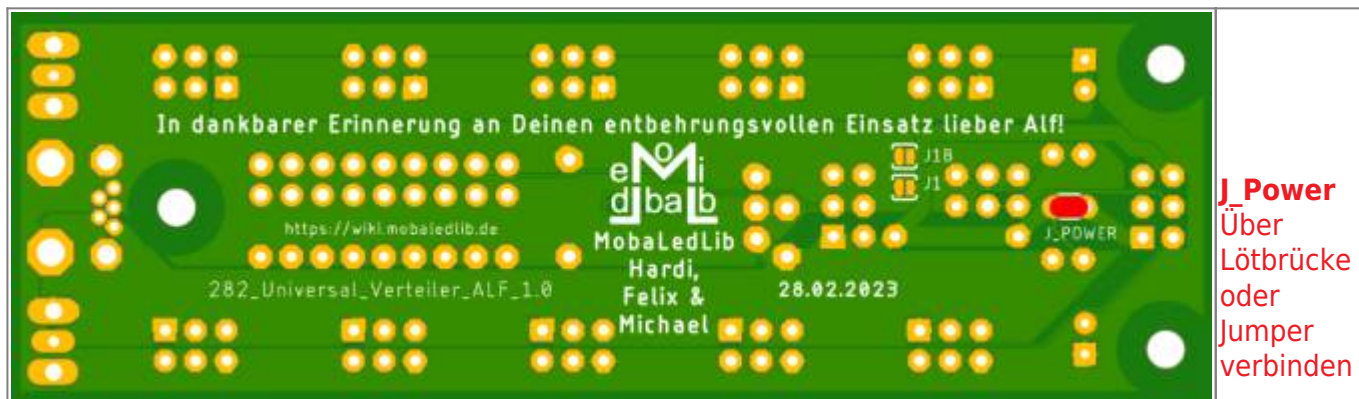 In dankbarer Erinnerung an Deinen entbehrungsvollen Einsatz lieber Alf!
J1B
J1
https://wiki.mobaledlib.de
J_POWER
MobaLedLib
Hardi,
Felix &
Michael
282_Universal_Verteiler_ALF_1.0
28.02.2023
J_Power
Über
Lötbrücke
oder
Jumper
verbinden